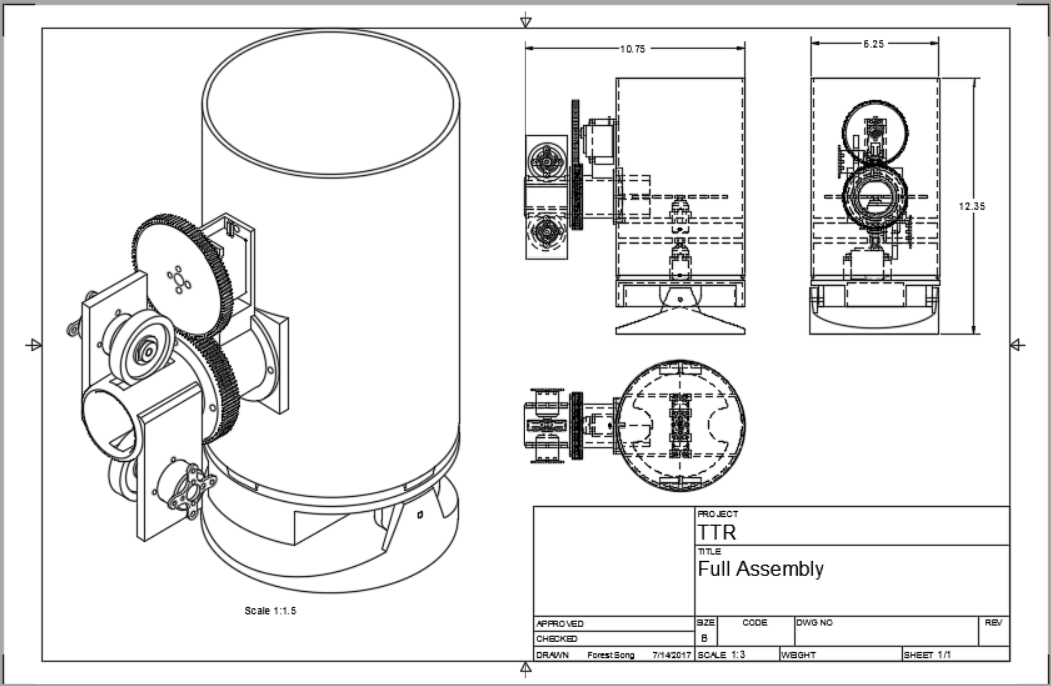 10.75
6.25
12.35
Scale 1:1.5
PROJECT
TTR
TITLE
Full Assembly
APPROVED
CHECKED
DRAWN Forest Song 7/14/2017
SIZE
B
CODE
DWG NO
REV
SCALE 1:3
WEIGHT
SHEET 1/1